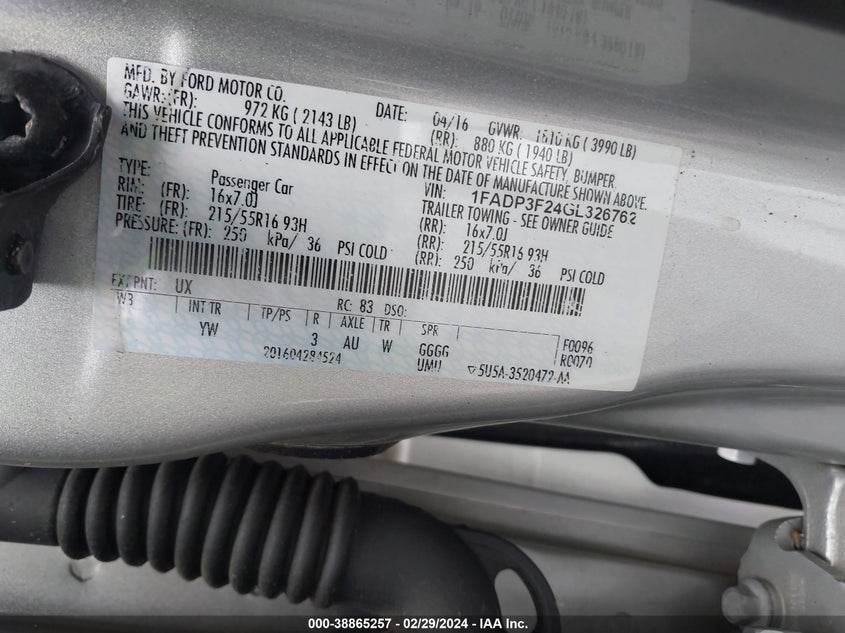 MFD. BY FORD MOTOR CO. DATE: 04/16 GVWR: 1810 KG ( 3990 LB)
GAWR:(FR): 972 KG ( 2143 LB) (RR): 880 KG ( 1940 LB)
THIS VEHICLE CONFORMS TO ALL APPLICABLE FEDERAL MOTOR VEHICLE SAFETY, BUMPER,
AND THEFT PREVENTION STANDARDS IN EFFECT ON THE DATE OF MANUFACTURE SHOWN ABOVE.
VIN: 1FADP3F24GL326762
TYPE: Passenger Car TRAILER TOWING - SEE OWNER GUIDE
RIM: (FR): 16x7.0J (RR): 16x7.0J
TIRE: (FR): 215/55R16 93H (RR): 215/55R16 93H
PRESSURE: (FR): 250 kPa/ 36 PSI COLD (RR): 250 kPa/ 36 PSI COLD
EXT PNT: UX RC: 83 DSO:
W3 INT TR TP/PS R AXLE TR SPR F0096
YW 3 AU W GGGG R0070
201604284524 UMU ▽5U5A-3520472-AA
000-38865257 - 02/29/2024 - IAA Inc.